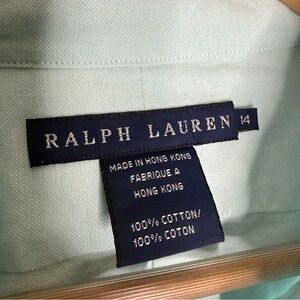 RALPH LAUREN 14
MADE IN HONG KONG
FABRIQUE A
HONG KONG
100% COTTON/
100% COTON